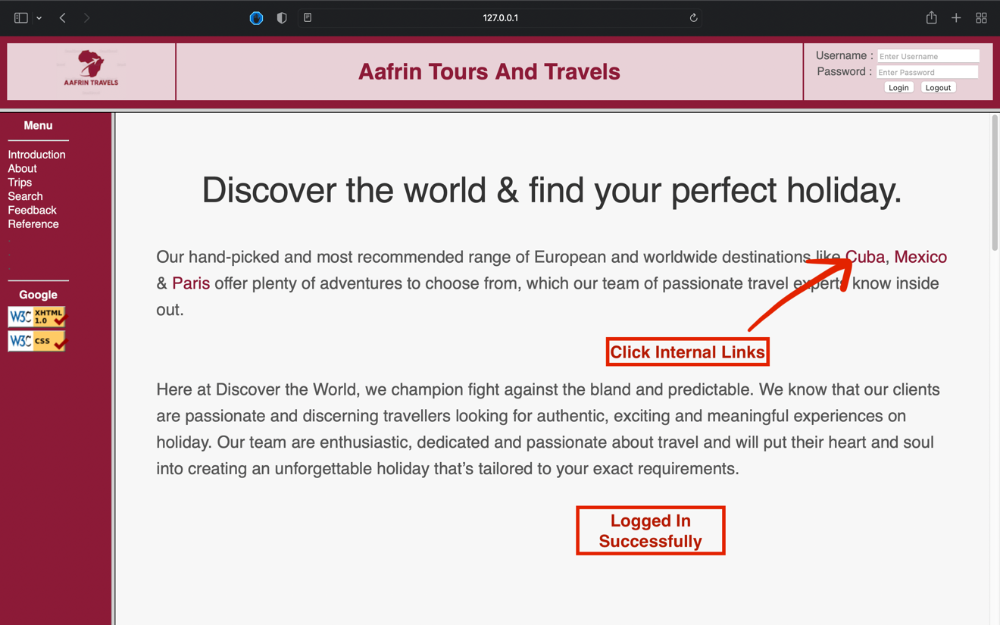 127.0.0.1
AAFRIN TRAVELS
Aafrin Tours And Travels
Username : Enter Username
Password : Enter Password
Login Logout
Menu
Introduction
About
Trips
Search
Feedback
Reference
.
.
.
Google
W3C XHTML 1.0
W3C CSS
Discover the world & find your perfect holiday.
Our hand-picked and most recommended range of European and worldwide destinations like Cuba, Mexico
& Paris offer plenty of adventures to choose from, which our team of passionate travel experts know inside
out.
Click Internal Links
Here at Discover the World, we champion fight against the bland and predictable. We know that our clients
are passionate and discerning travellers looking for authentic, exciting and meaningful experiences on
holiday. Our team are enthusiastic, dedicated and passionate about travel and will put their heart and soul
into creating an unforgettable holiday that’s tailored to your exact requirements.
Logged In
Successfully